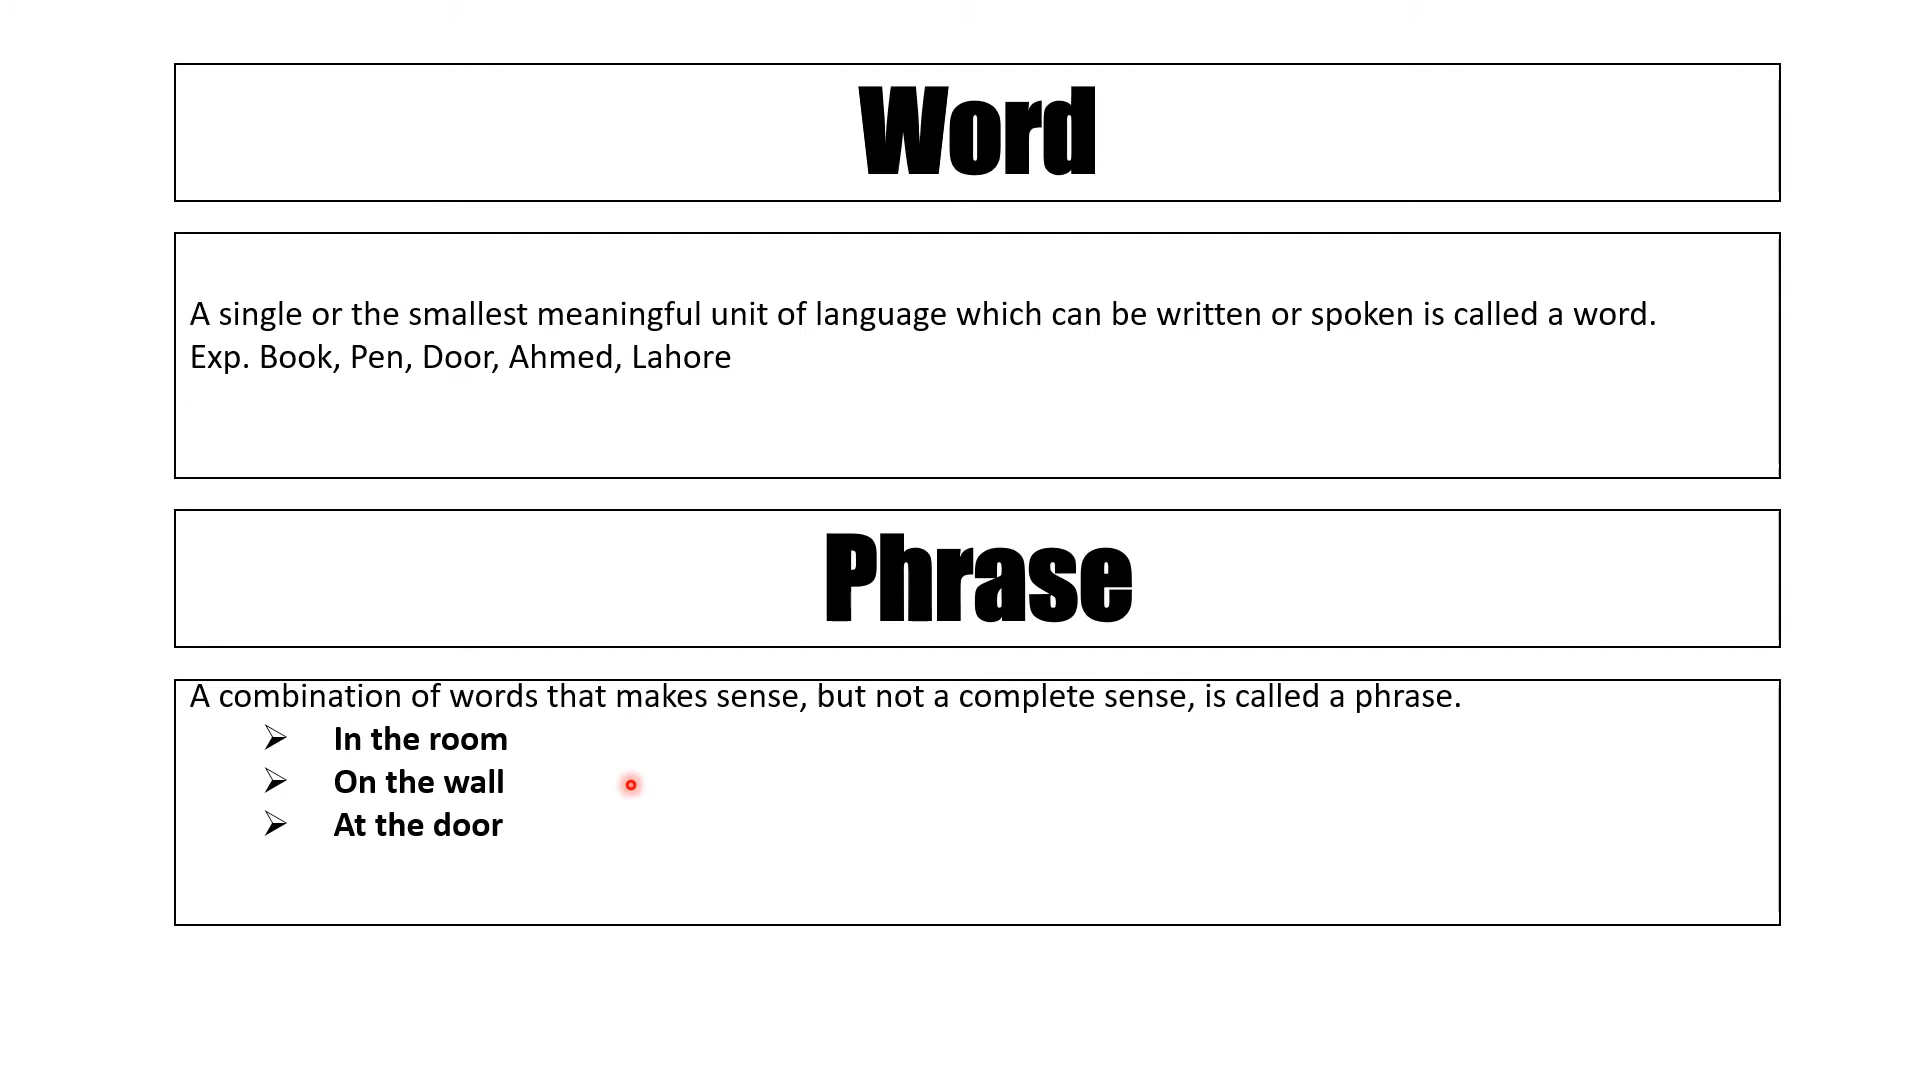 Word
A single or the smallest meaningful unit of language which can be written or spoken is called a word.
Exp. Book, Pen, Door, Ahmed, Lahore
Phrase
A combination of words that makes sense, but not a complete sense, is called a phrase.
➢ In the room
➢ On the wall
➢ At the door